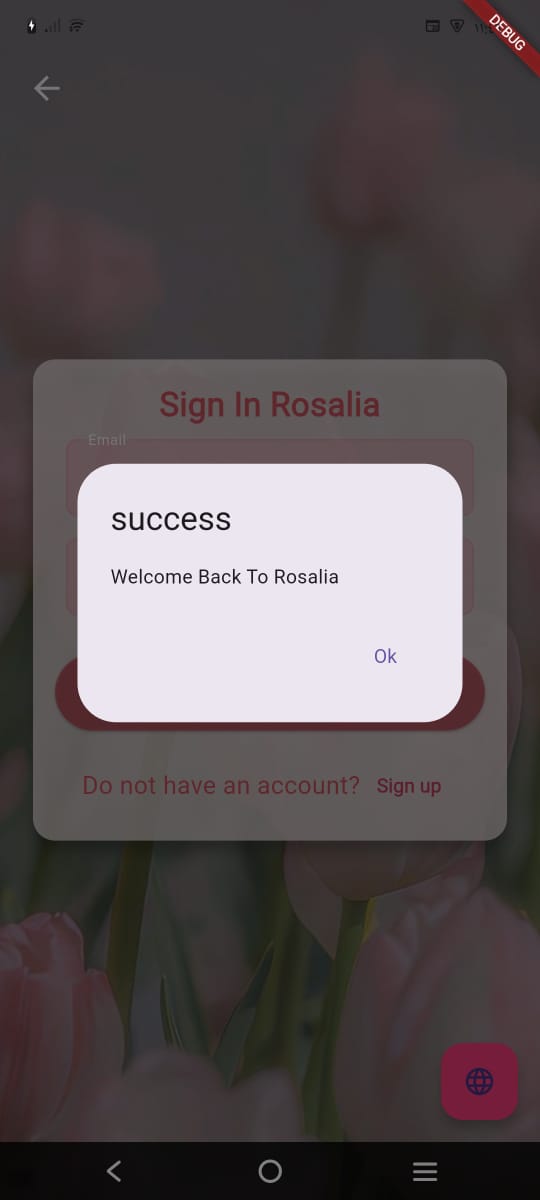 DEBUG
Sign In Rosalia
Email
success
Welcome Back To Rosalia
Ok
Do not have an account? Sign up